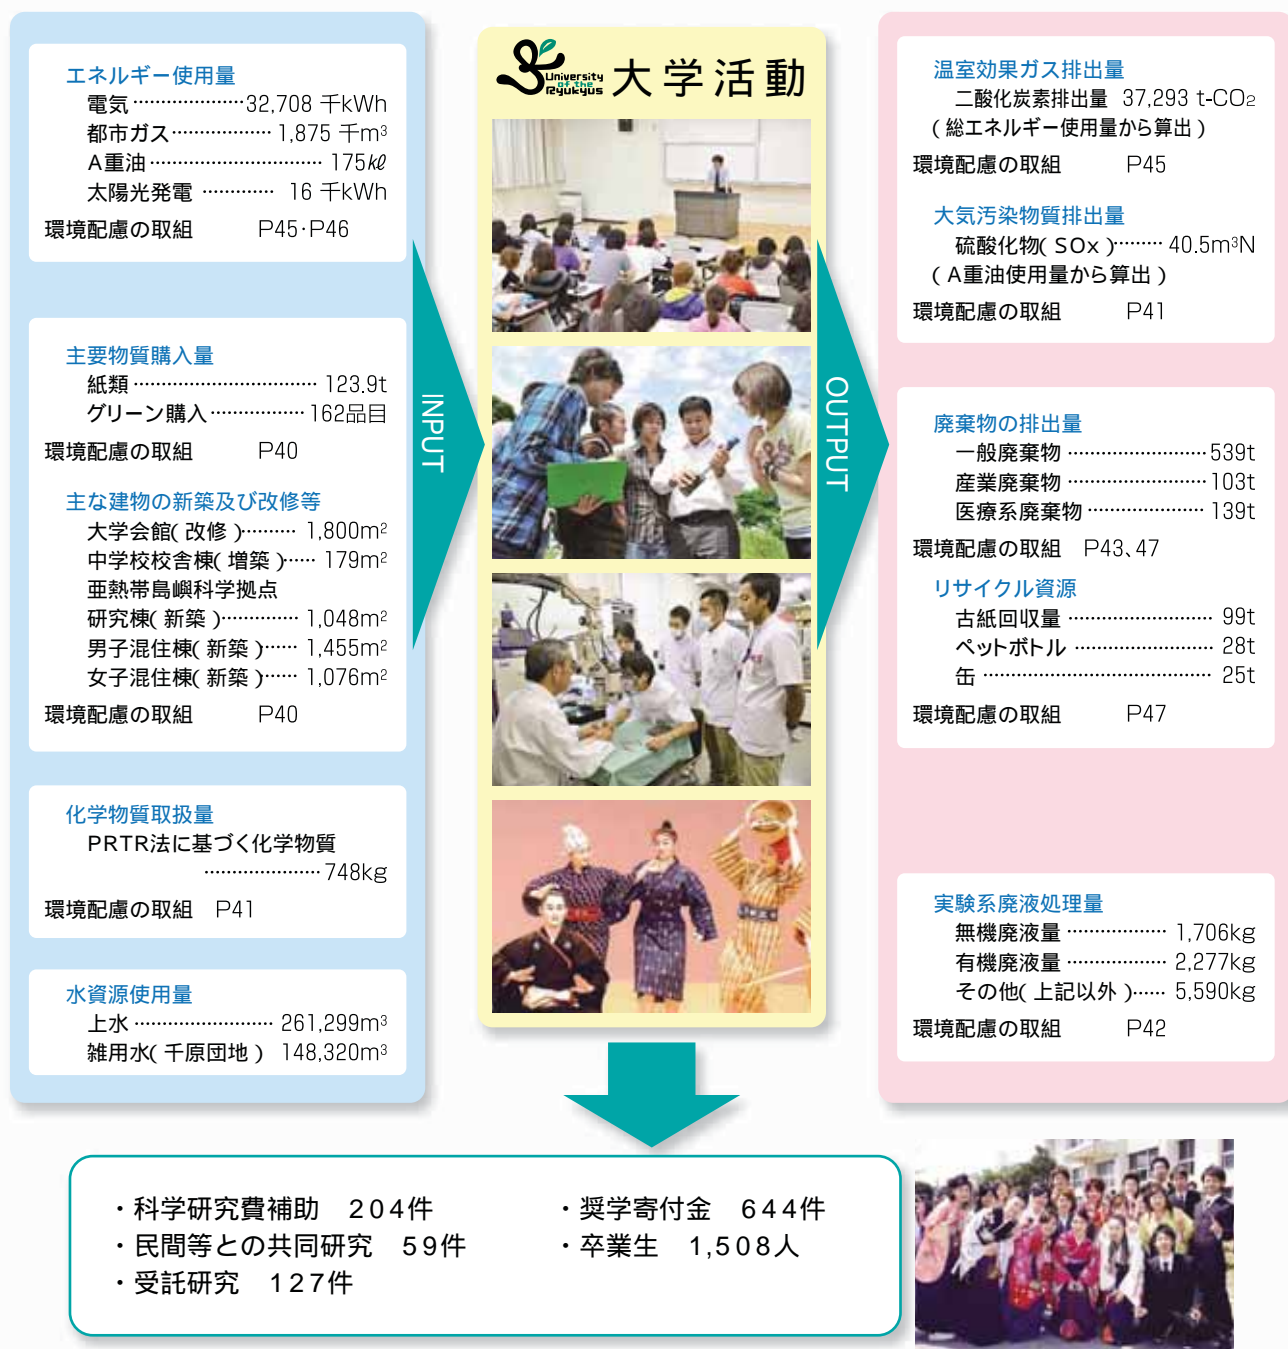 エネルギー使用量
電気 ………………… 32,708 千kWh
都市ガス ……………… 1,875 千m³
A重油 ………………………… 175㎘
太陽光発電 ………… 16 千kWh
環境配慮の取組 P45·P46
主要物質購入量
紙類 …………………………… 123.9t
グリーン購入 ……………… 162品目
環境配慮の取組 P40
主な建物の新築及び改修等
大学会館(改修) ……… 1,800m²
中学校校舎棟(増築) …… 179m²
亜熱帯島嶼科学拠点
研究棟(新築) ………… 1,048m²
男子混住棟(新築) …… 1,455m²
女子混住棟(新築) …… 1,076m²
環境配慮の取組 P40
化学物質取扱量
PRTR法に基づく化学物質
………………… 748kg
環境配慮の取組 P41
水資源使用量
上水 …………………… 261,299m³
雑用水(千原団地) 148,320m³
INPUT
University
of the
Ryukyus
大学活動
OUTPUT
温室効果ガス排出量
二酸化炭素排出量 37,293 t-CO₂
(総エネルギー使用量から算出)
環境配慮の取組 P45
大気汚染物質排出量
硫酸化物(SOx) ……… 40.5m³N
(A重油使用量から算出)
環境配慮の取組 P41
廃棄物の排出量
一般廃棄物 …………………… 539t
産業廃棄物 …………………… 103t
医療系廃棄物 ………………… 139t
環境配慮の取組 P43、47
リサイクル資源
古紙回収量 …………………… 99t
ペットボトル …………………… 28t
缶 ………………………………… 25t
環境配慮の取組 P47
実験系廃液処理量
無機廃液量 ……………… 1,706kg
有機廃液量 ……………… 2,277kg
その他(上記以外) …… 5,590kg
環境配慮の取組 P42
・科学研究費補助 204件
・民間等との共同研究 59件
・受託研究 127件
・奨学寄付金 644件
・卒業生 1,508人